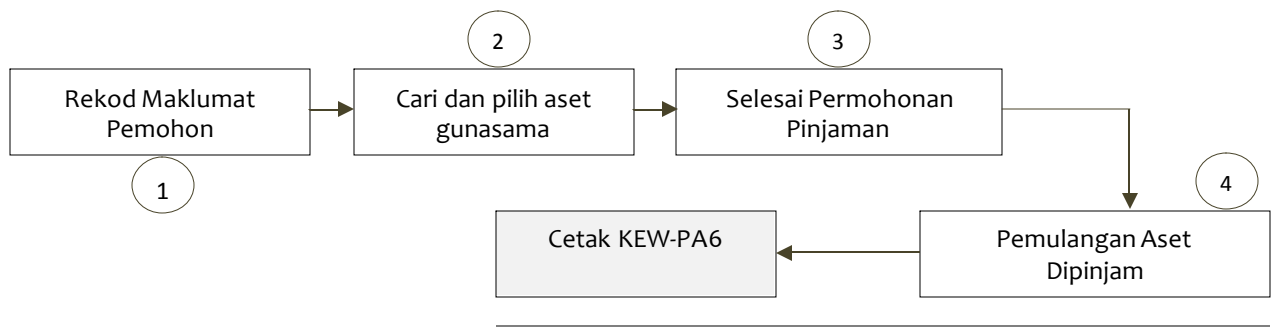 2
3
Rekod Maklumat
Pemohon
Cari dan pilih aset
gunasama
Selesai Permohonan
Pinjaman
1
4
Cetak KEW-PA6
Pemulangan Aset
Dipinjam